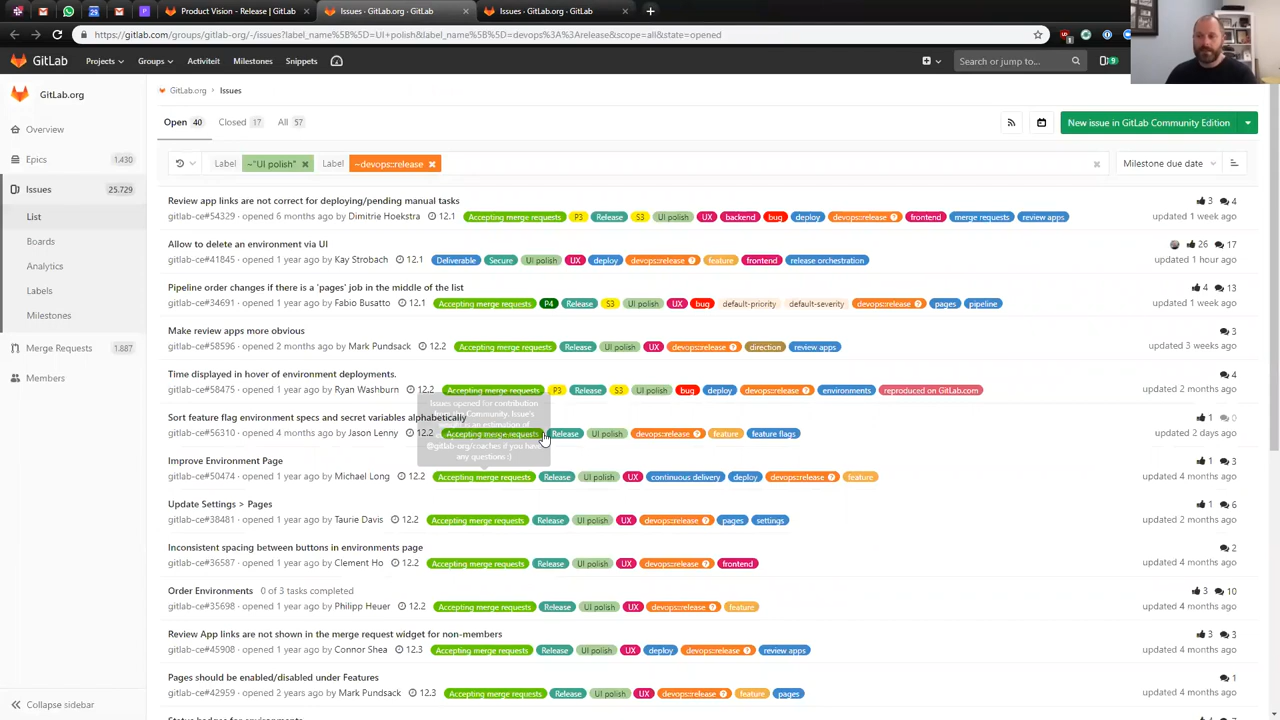 Product Vision - Release | GitLab
Issues · GitLab.org · GitLab
Issues · GitLab.org · GitLab
https://gitlab.com/groups/gitlab-org/-/issues?label_name%5B%5D=UI+polish&label_name%5B%5D=devops%3A%3Arelease&scope=all&state=opened
GitLab Projects Groups Activiteit Milestones Snippets Search or jump to... 9
GitLab.org
Overview
Epics 1.430
Issues 25.729
List
Boards
Analytics
Labels
Milestones
Merge Requests 1.887
Members
Collapse sidebar
GitLab.org > Issues
Open 40 Closed 17 All 57
New issue in GitLab Community Edition
Label ~"UI polish" Label ~devops::release Milestone due date
Review app links are not correct for deploying/pending manual tasks 3 4
gitlab-ce#54329 · opened 6 months ago by Dimitrie Hoekstra 12.1 Accepting merge requests P3 Release S3 UI polish UX backend bug deploy devops::release frontend merge requests review apps updated 1 week ago
Allow to delete an environment via UI 26 17
gitlab-ce#41845 · opened 1 year ago by Kay Strobach 12.1 Deliverable Secure UI polish UX deploy devops::release feature frontend release orchestration updated 1 hour ago
Pipeline order changes if there is a `pages` job in the middle of the list 4 13
gitlab-ce#34691 · opened 1 year ago by Fabio Busatto 12.1 Accepting merge requests P4 Release S3 UI polish UX bug default-priority default-severity devops::release pages pipeline updated 1 week ago
Make review apps more obvious 3
gitlab-ce#58596 · opened 2 months ago by Mark Pundsack 12.2 Accepting merge requests Release UI polish UX devops::release direction review apps updated 3 weeks ago
Time displayed in hover of environment deployments. 4
gitlab-ce#58475 · opened 1 year ago by Ryan Washburn 12.2 Accepting merge requests P3 Release S3 UI polish bug deploy devops::release environments reproduced on GitLab.com updated 2 months ago
Issues opened for contribution
from the Community. Issue's
Sort feature flag environment specs and secret variables alphabetically 1 0
gitlab-ce#56310 · opened 4 months ago by Jason Lenny 12.2 Accepting merge requests Release UI polish devops::release feature feature flags updated 2 days ago
@gitlab-org/coaches if you have
any questions :)
Improve Environment Page 1 3
gitlab-ce#50474 · opened 1 year ago by Michael Long 12.2 Accepting merge requests Release UI polish UX continuous delivery deploy devops::release feature updated 4 months ago
Update Settings > Pages 1 6
gitlab-ce#38481 · opened 1 year ago by Taurie Davis 12.2 Accepting merge requests Release UI polish UX devops::release pages settings updated 2 months ago
Inconsistent spacing between buttons in environments page 2
gitlab-ce#36587 · opened 1 year ago by Clement Ho 12.2 Accepting merge requests Release UI polish UX devops::release frontend updated 4 months ago
Order Environments 0 of 3 tasks completed 3 10
gitlab-ce#35698 · opened 1 year ago by Philipp Heuer 12.2 Accepting merge requests Release UI polish UX devops::release feature updated 4 months ago
Review App links are not shown in the merge request widget for non-members 3 3
gitlab-ce#45908 · opened 1 year ago by Connor Shea 12.3 Accepting merge requests Release UI polish UX deploy devops::release review apps updated 4 months ago
Pages should be enabled/disabled under Features 1
gitlab-ce#42959 · opened 2 years ago by Mark Pundsack 12.3 Accepting merge requests Release UI polish UX devops::release feature pages updated 4 months ago